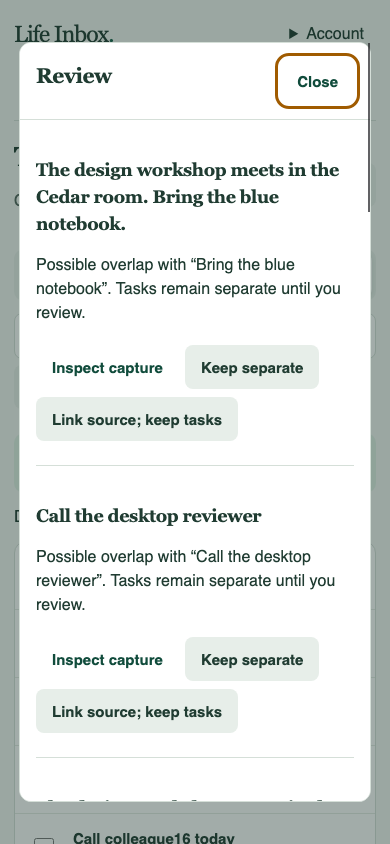 Life Inbox.
▶ Account
Review
Close
The design workshop meets in the
Cedar room. Bring the blue
notebook.
Possible overlap with “Bring the blue
notebook”. Tasks remain separate until you
review.
Inspect capture
Keep separate
Link source; keep tasks
Call the desktop reviewer
Possible overlap with “Call the desktop
reviewer”. Tasks remain separate until you
review.
Inspect capture
Keep separate
Link source; keep tasks
Call colleague16 today